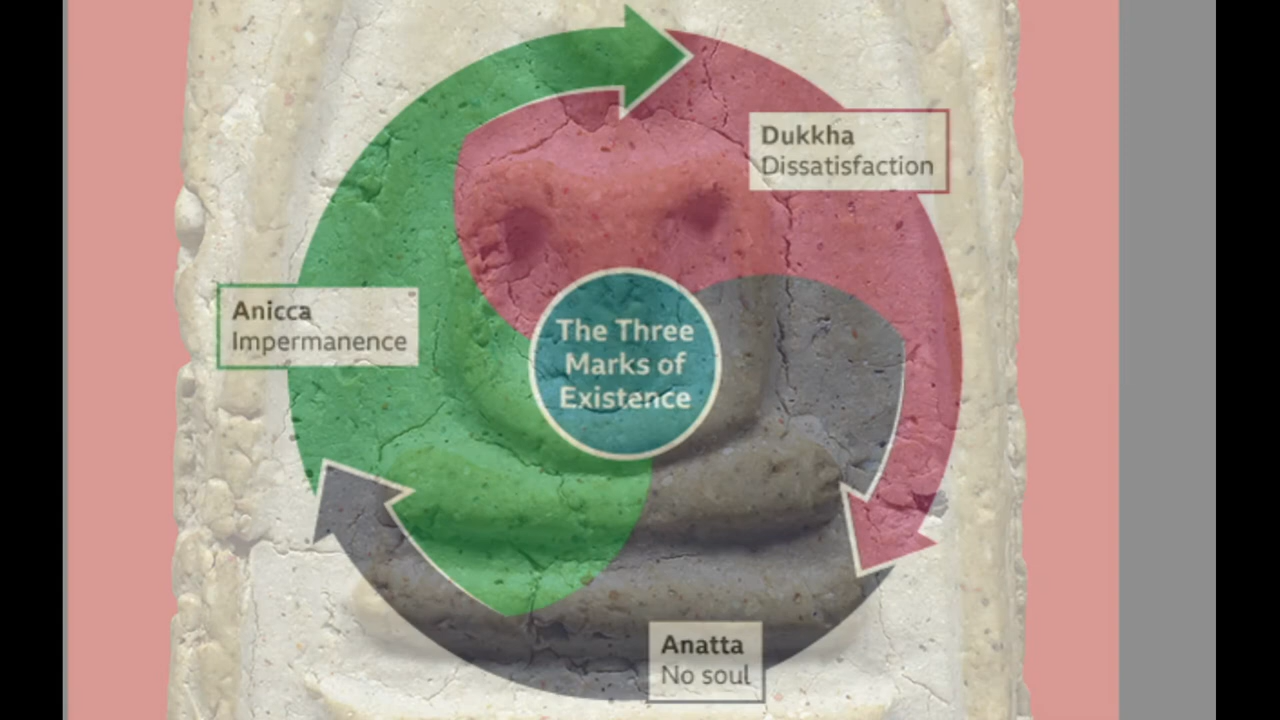 Dukkha
Dissatisfaction
Anicca
Impermanence
The Three
Marks of
Existence
Anatta
No soul